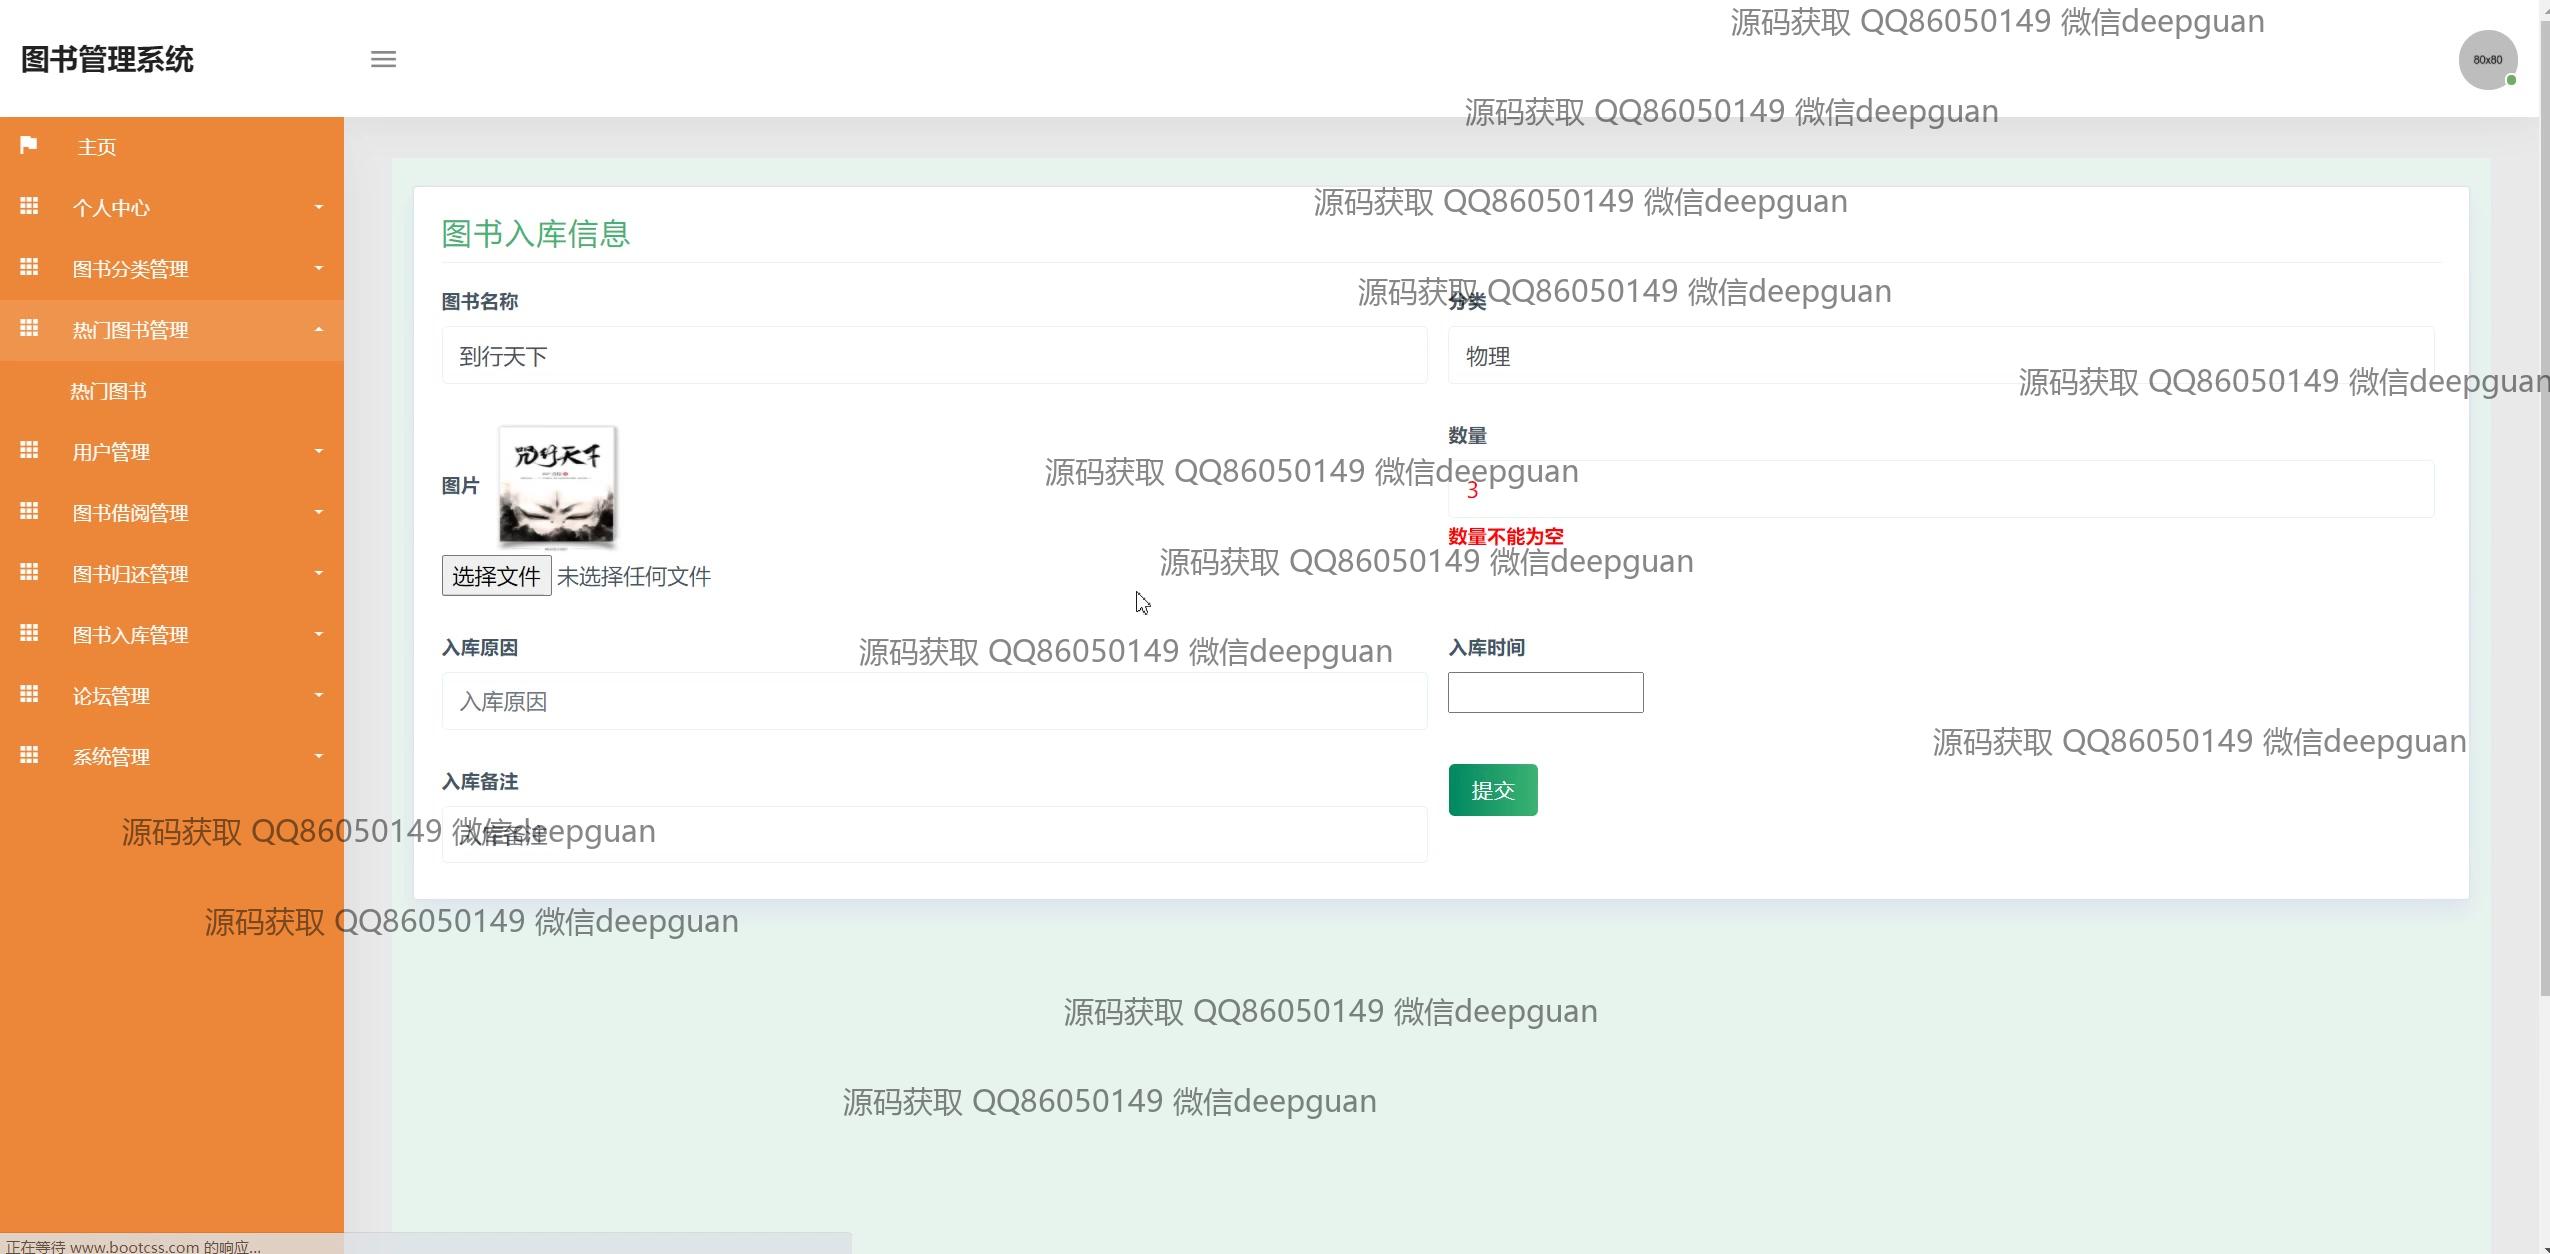 源码获取 QQ86050149 微信deepguan
图书管理系统
80x80
源码获取 QQ86050149 微信deepguan
主页
个人中心
源码获取 QQ86050149 微信deepguan
图书入库信息
图书分类管理
源码获取 QQ86050149 微信deepguan
图书名称
分类
热门图书管理
到行天下
物理
源码获取 QQ86050149 微信deepguan
热门图书
数量
用户管理
源码获取 QQ86050149 微信deepguan
图片
3
图书借阅管理
数量不能为空
源码获取 QQ86050149 微信deepguan
图书归还管理
选择文件 未选择任何文件
图书入库管理
入库原因
源码获取 QQ86050149 微信deepguan
入库时间
论坛管理
入库原因
源码获取 QQ86050149 微信deepguan
系统管理
入库备注
提交
源码获取 QQ86050149 微信deepguan
入库备注
源码获取 QQ86050149 微信deepguan
源码获取 QQ86050149 微信deepguan
源码获取 QQ86050149 微信deepguan
正在等待 www.bootcss.com 的响应...